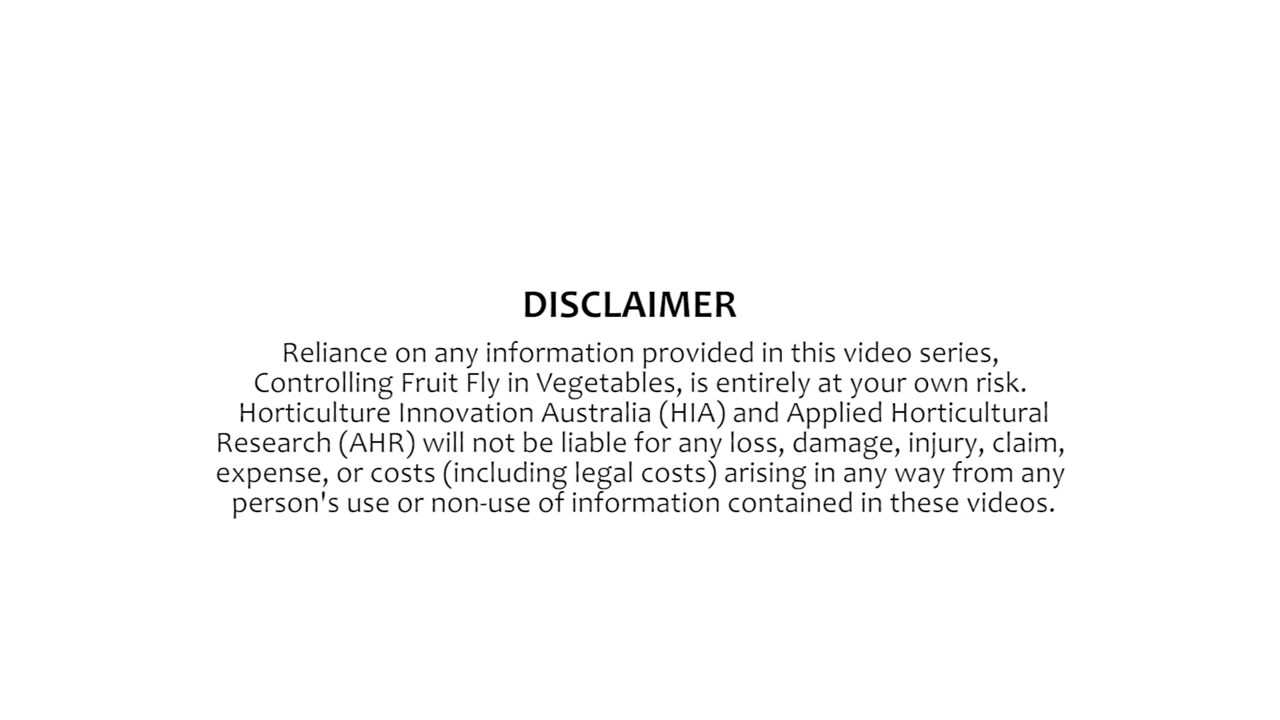 DISCLAIMER
Reliance on any information provided in this video series,
Controlling Fruit Fly in Vegetables, is entirely at your own risk.
Horticulture Innovation Australia (HIA) and Applied Horticultural
Research (AHR) will not be liable for any loss, damage, injury, claim,
expense, or costs (including legal costs) arising in any way from any
person's use or non-use of information contained in these videos.